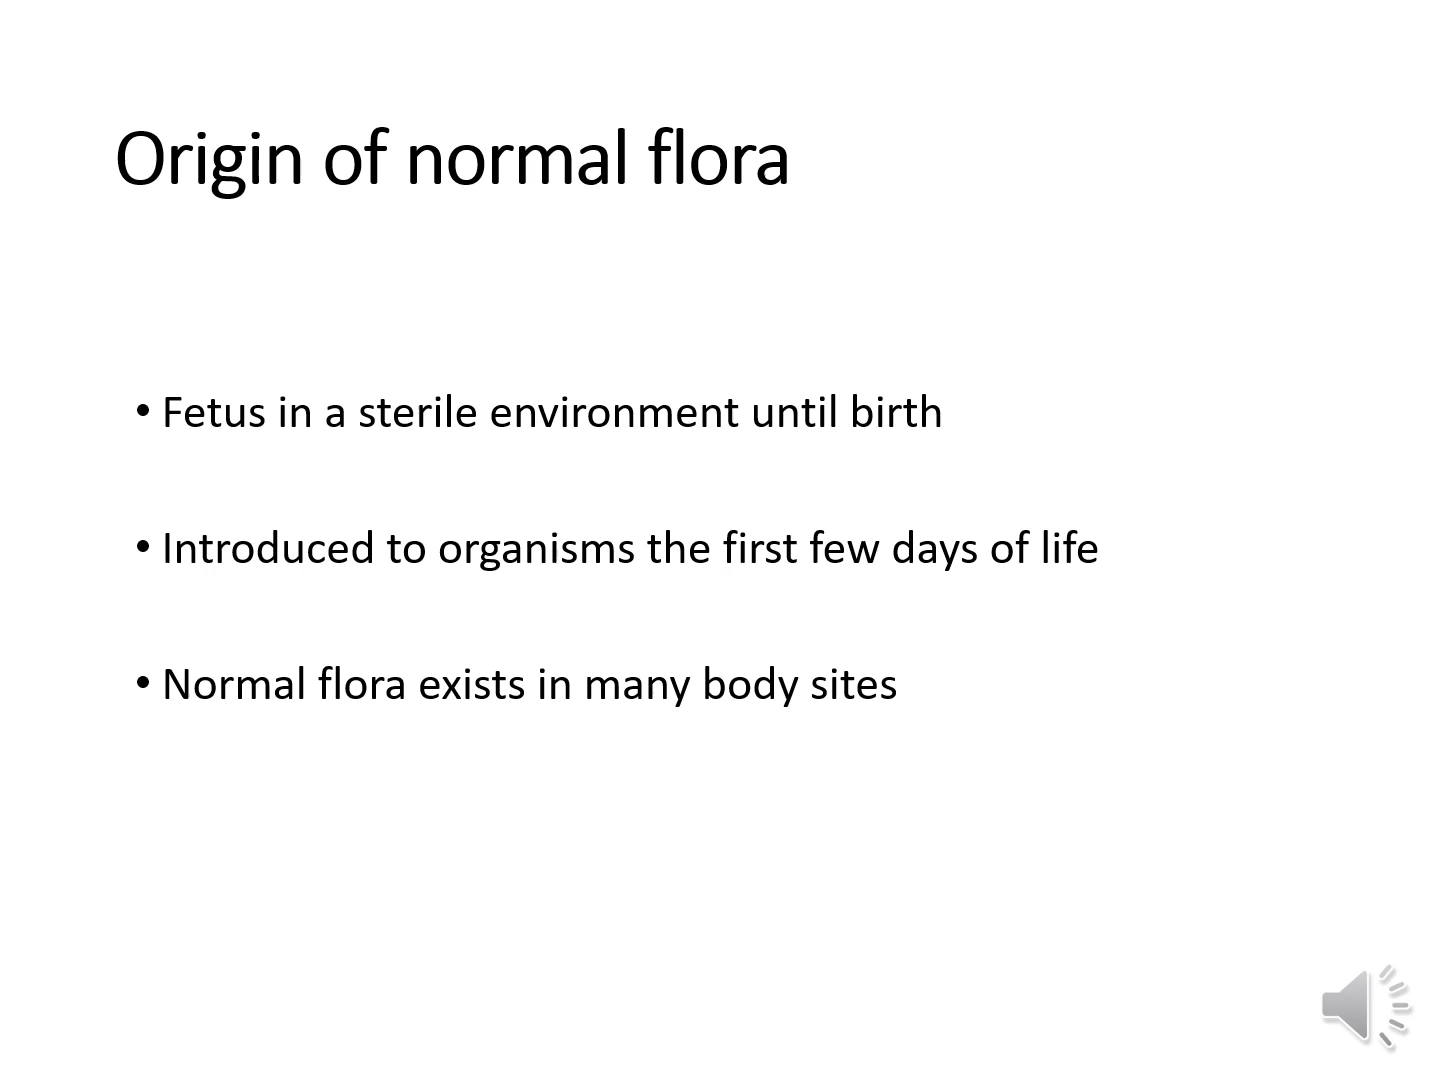 Origin of normal flora
• Fetus in a sterile environment until birth
• Introduced to organisms the first few days of life
• Normal flora exists in many body sites